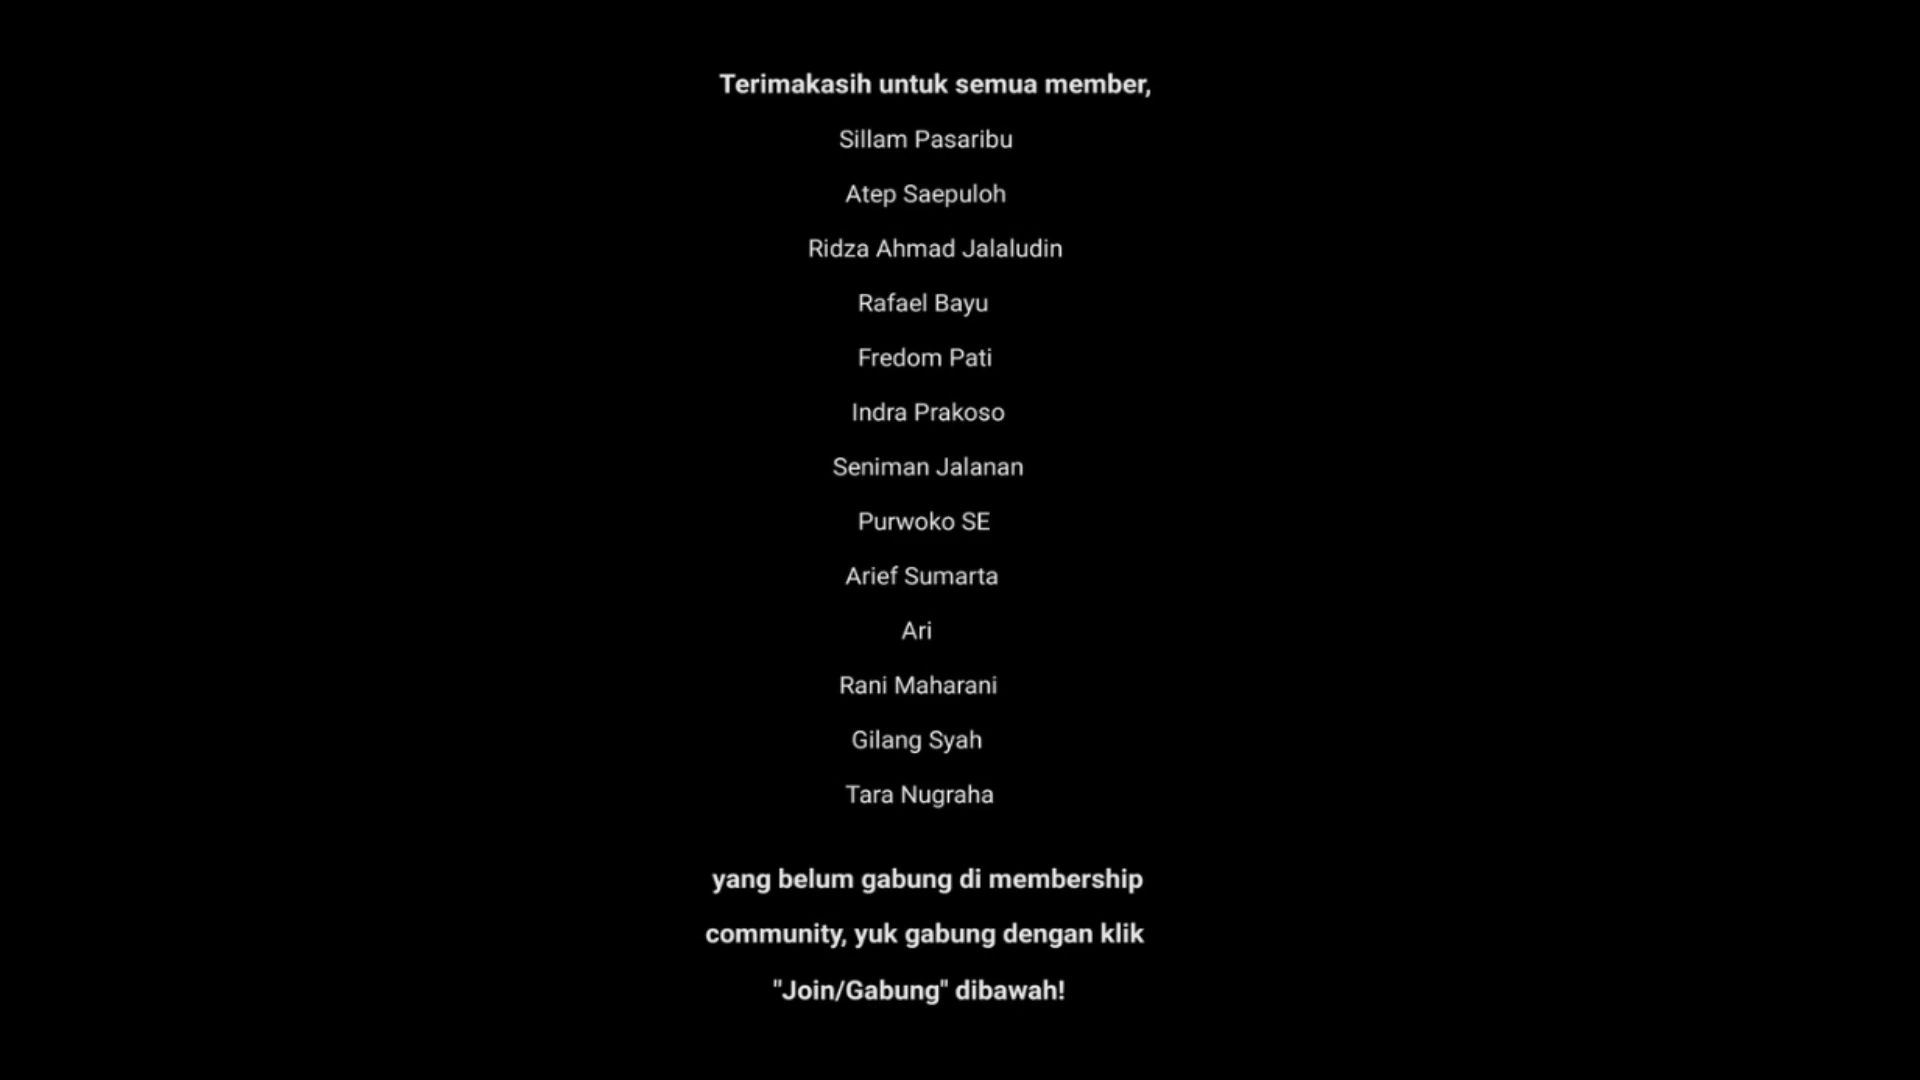 Terimakasih untuk semua member,
Sillam Pasaribu
Atep Saepuloh
Ridza Ahmad Jalaludin
Rafael Bayu
Fredom Pati
Indra Prakoso
Seniman Jalanan
Purwoko SE
Arief Sumarta
Ari
Rani Maharani
Gilang Syah
Tara Nugraha
yang belum gabung di membership
community, yuk gabung dengan klik
"Join/Gabung" dibawah!